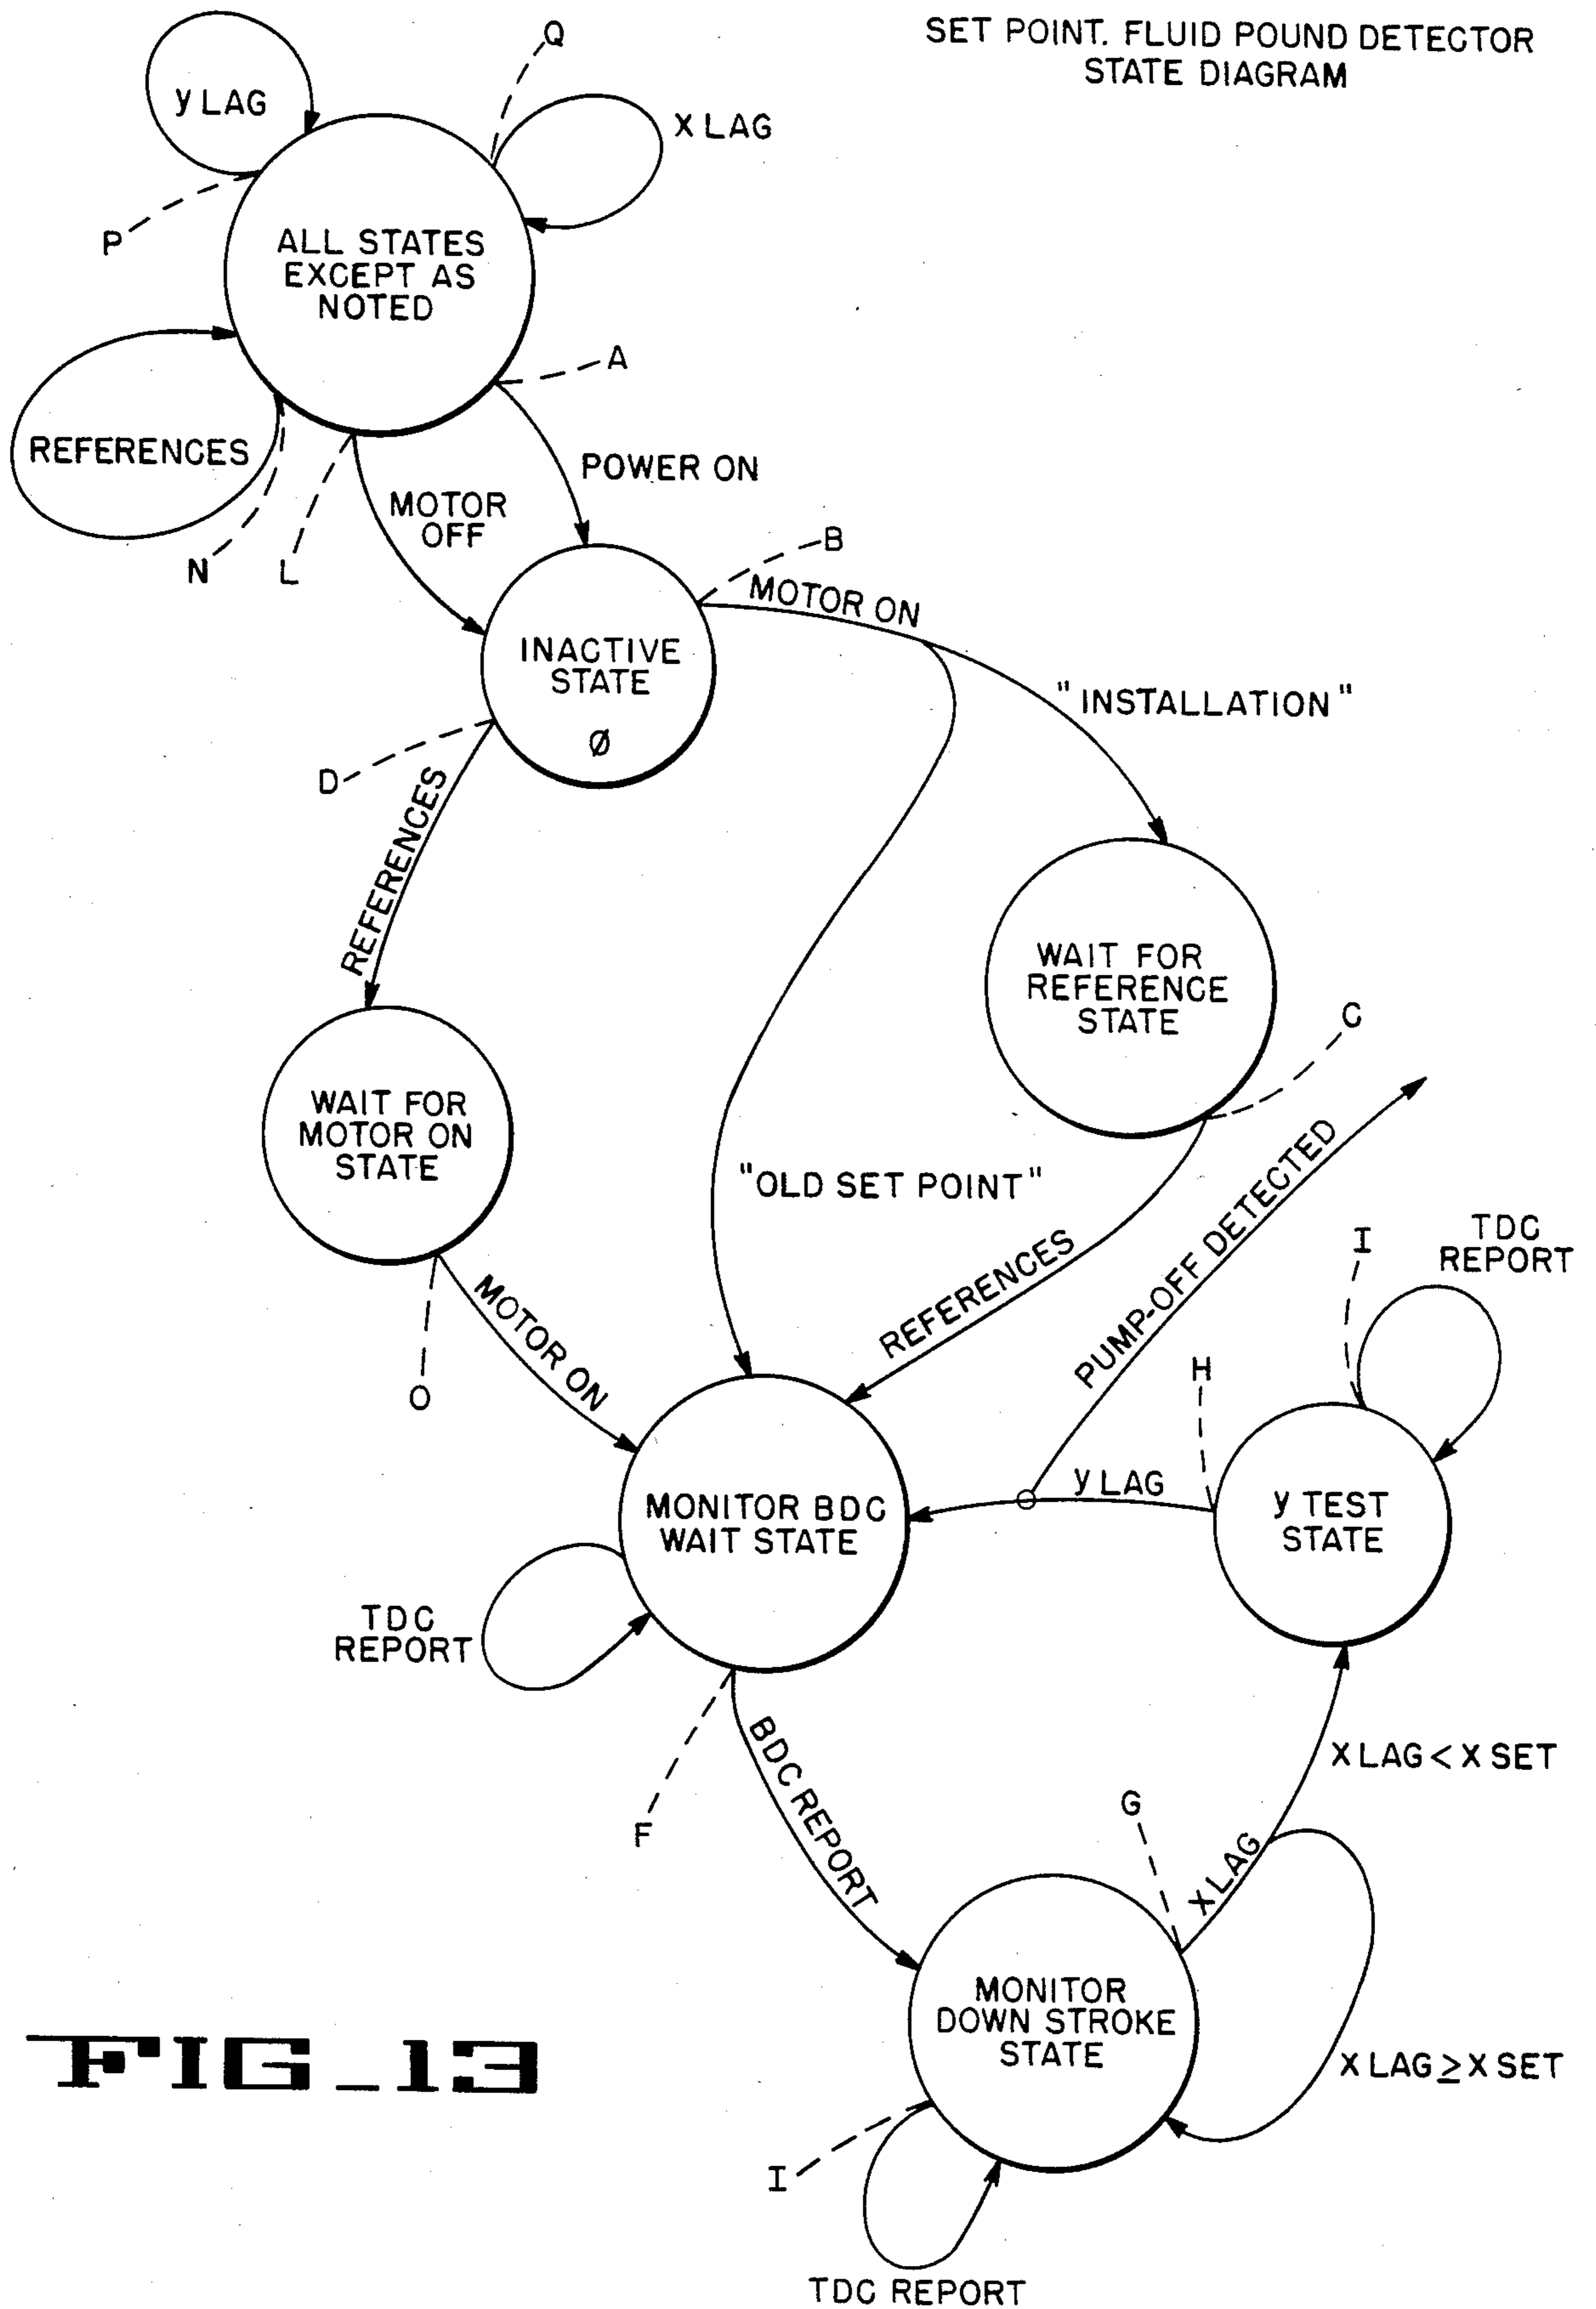 SET POINT. FLUID POUND DETECTOR
STATE DIAGRAM
Q
y LAG
X LAG
P
ALL STATES
EXCEPT AS
NOTED
A
REFERENCES
POWER ON
MOTOR
OFF
N
L
B
MOTOR ON
INACTIVE
STATE
Ø
"INSTALLATION"
D
REFERENCES
WAIT FOR
REFERENCE
STATE
C
WAIT FOR
MOTOR ON
STATE
"OLD SET POINT"
PUMP-OFF DETECTED
REFERENCES
I
TDC
REPORT
MOTOR ON
O
H
y LAG
MONITOR BDC
WAIT STATE
y TEST
STATE
TDC
REPORT
BDC REPORT
F
X LAG < X SET
G
X LAG
MONITOR
DOWN STROKE
STATE
X LAG ≥ X SET
I
TDC REPORT
FIG_13